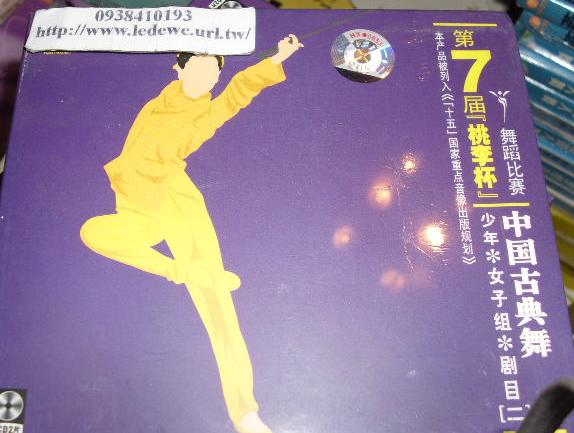 0938410193
http://www.ledewe.url.tw/
第7届『桃李杯』
舞蹈比赛
本产品被列入《「十五」国家重点音像出版规划》
中国古典舞
少年*女子组*剧目[二]